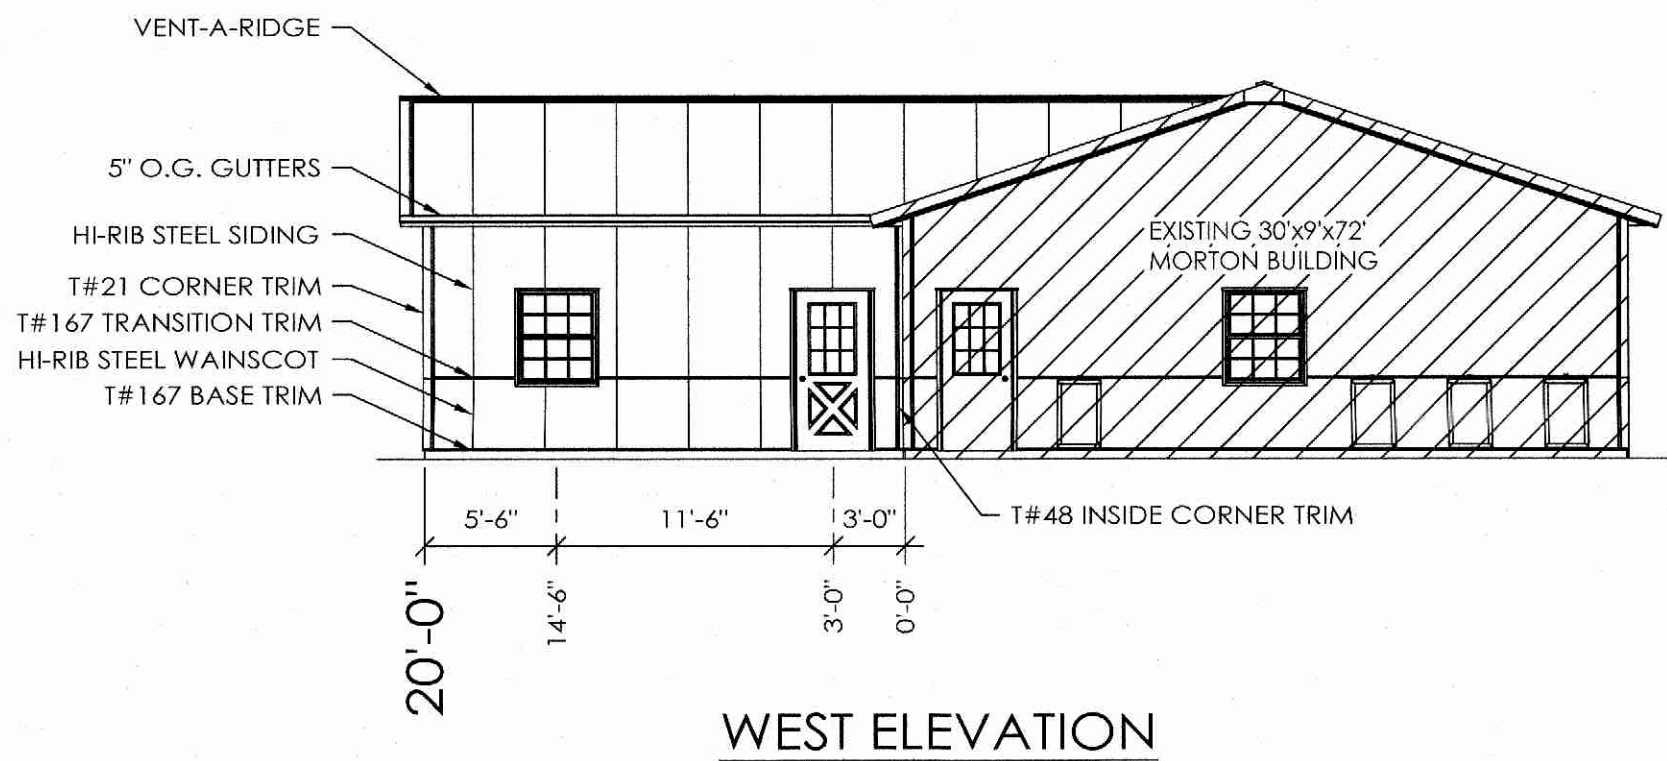 VENT-A-RIDGE
5" O.G. GUTTERS
HI-RIB STEEL SIDING
T#21 CORNER TRIM
T#167 TRANSITION TRIM
HI-RIB STEEL WAINSCOT
T#167 BASE TRIM
EXISTING 30'x9'x72'
MORTON BUILDING
T#48 INSIDE CORNER TRIM
5'-6"
11'-6"
3'-0"
20'-0"
14'-6"
3'-0"
0'-0"
WEST ELEVATION